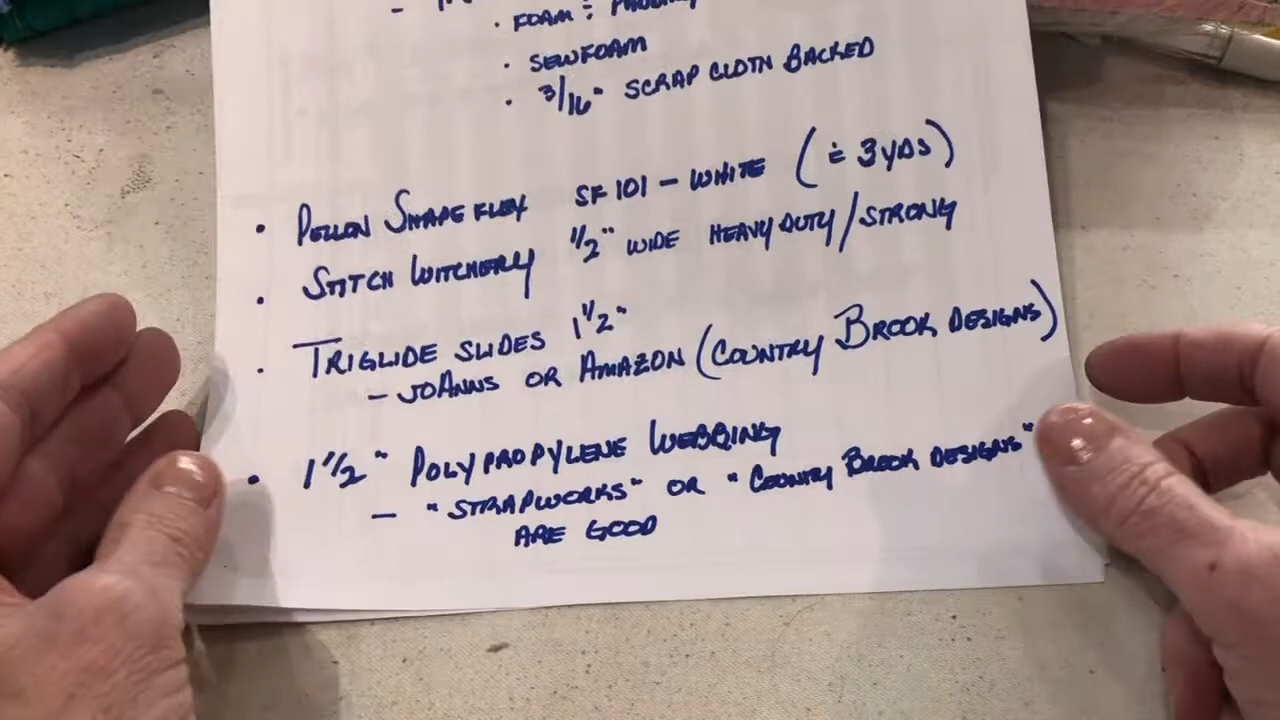 · FOAM ÷
· SEWFOAM
· 3/16" SCRAP CLOTH BACKED
· PELLON SHAPE FLEX SF 101 - WHITE (≐ 3 YDS)
· STITCH WITCHERY 1/2" WIDE HEAVY DUTY/STRONG
· TRIGLIDE SLIDES 1 1/2"
- JOANNS OR AMAZON (COUNTRY BROOK DESIGNS)
· 1 1/2" POLYPROPYLENE WEBBING
- "STRAPWORKS" OR "COUNTRY BROOK DESIGNS"
ARE GOOD